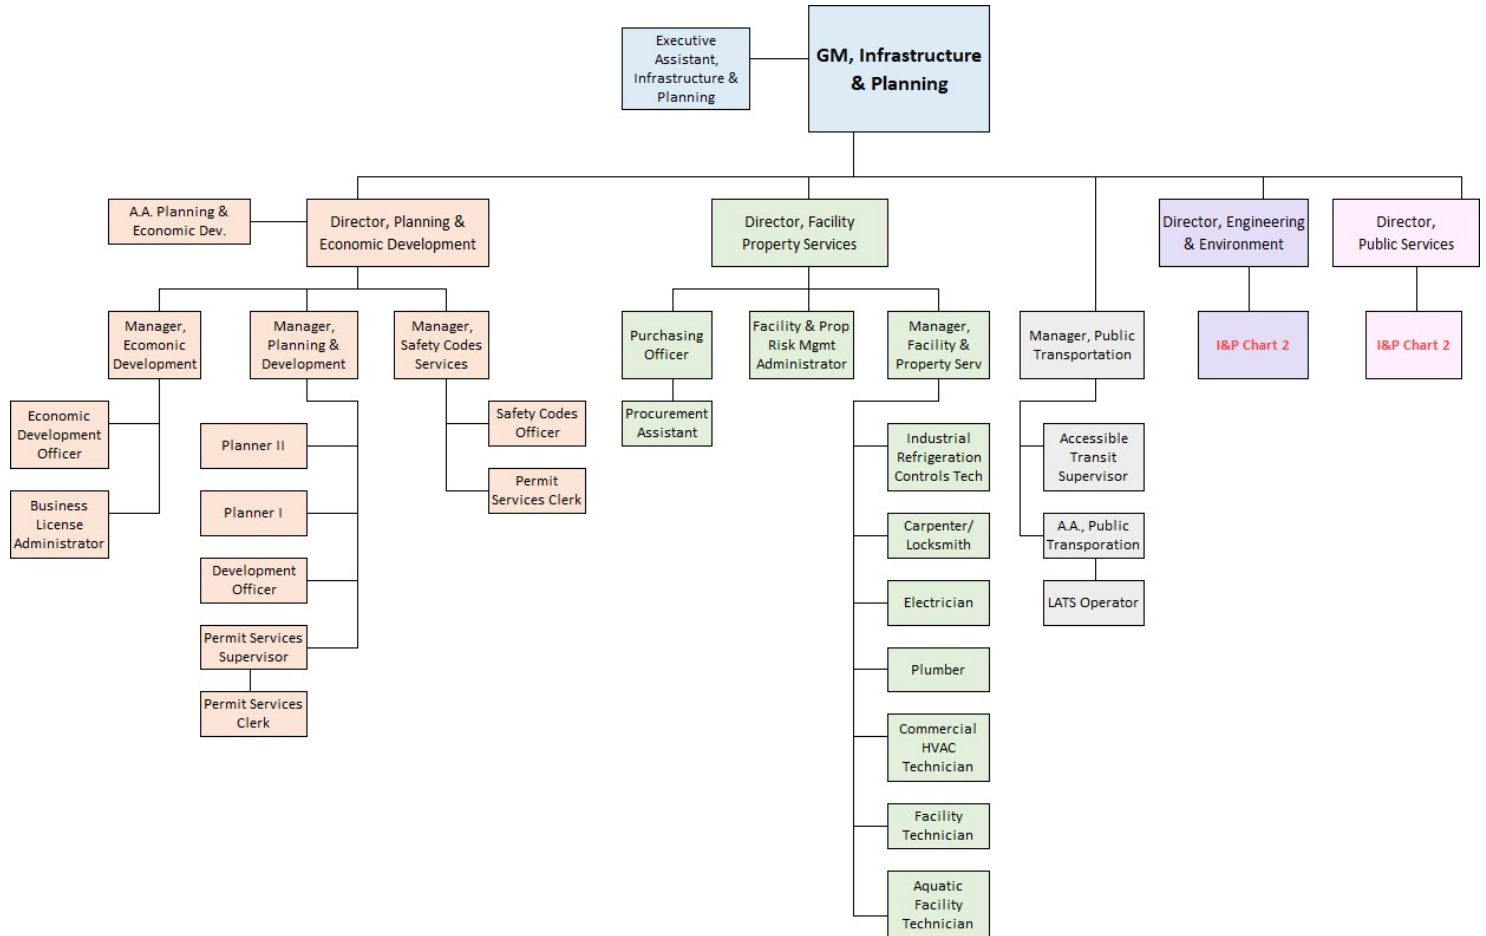 Executive
Assistant,
Infrastructure &
Planning
GM, Infrastructure
& Planning
A.A. Planning &
Economic Dev.
Director, Planning &
Economic Development
Director, Facility
Property Services
Director, Engineering
& Environment
Director,
Public Services
Manager,
Ecomonic
Development
Manager,
Planning &
Development
Manager,
Safety Codes
Services
Purchasing
Officer
Facility & Prop
Risk Mgmt
Administrator
Manager,
Facility &
Property Serv
Manager, Public
Transportation
I&P Chart 2
I&P Chart 2
Economic
Development
Officer
Business
License
Administrator
Planner II
Planner I
Development
Officer
Permit Services
Supervisor
Permit Services
Clerk
Safety Codes
Officer
Permit
Services Clerk
Procurement
Assistant
Industrial
Refrigeration
Controls Tech
Carpenter/
Locksmith
Electrician
Plumber
Commercial
HVAC
Technician
Facility
Technician
Aquatic
Facility
Technician
Accessible
Transit
Supervisor
A.A., Public
Transporation
LATS Operator